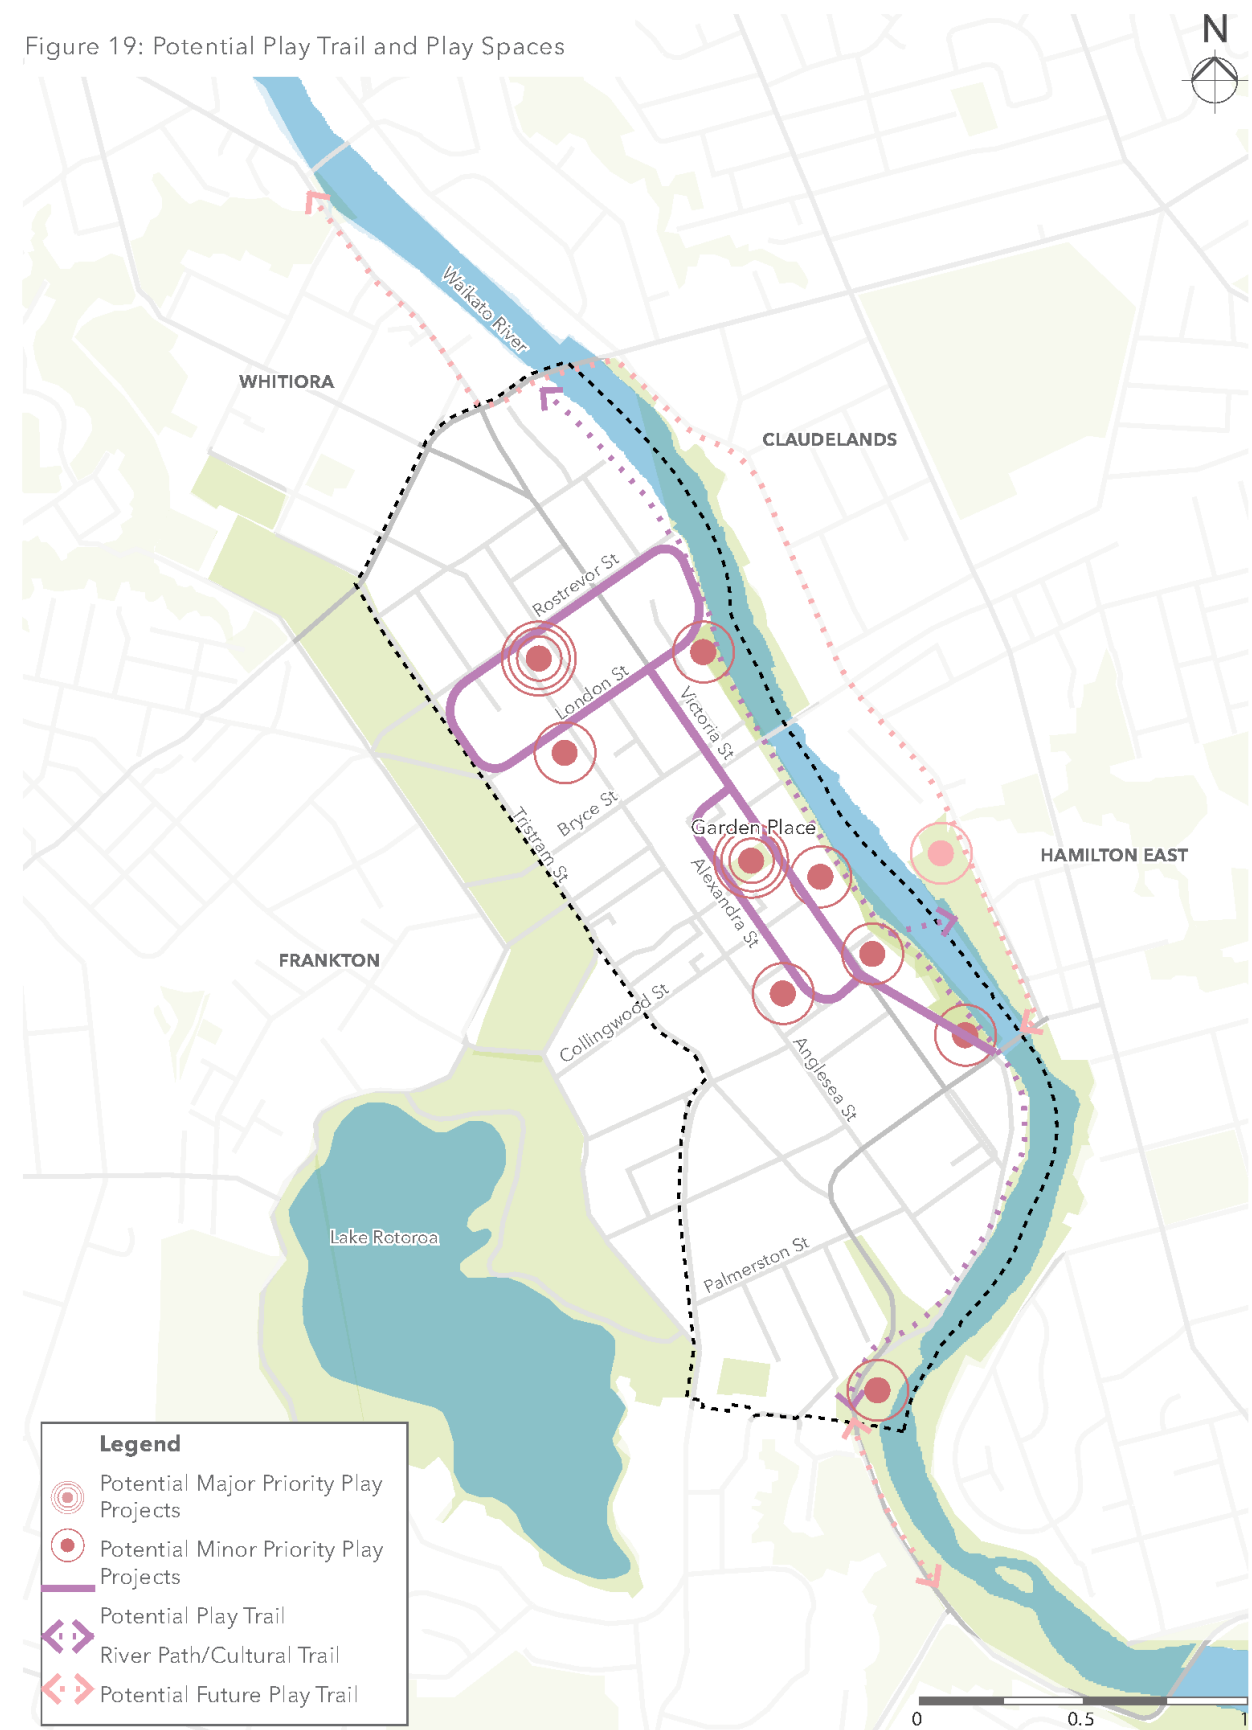 Figure 19: Potential Play Trail and Play Spaces
N
Waikato River
WHITIORA
CLAUDELANDS
Rostrevor St
London St
Victoria St
Bryce St
Tristram St
Garden Place
Alexandra St
HAMILTON EAST
FRANKTON
Collingwood St
Anglesea St
Lake Rotoroa
Palmerston St
Legend
Potential Major Priority Play
Projects
Potential Minor Priority Play
Projects
Potential Play Trail
River Path/Cultural Trail
Potential Future Play Trail
0 0.5 1